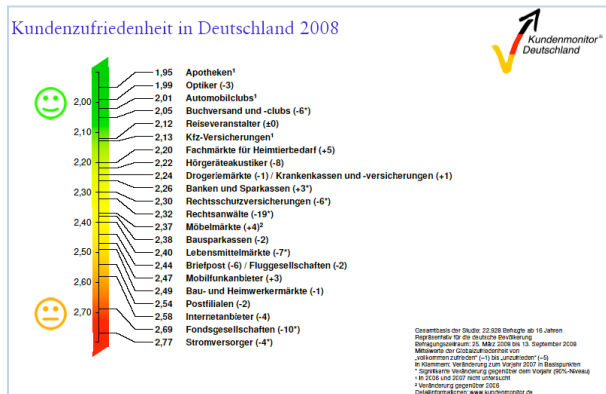 Kundenzufriedenheit in Deutschland 2008
Kundenmonitor®
Deutschland
1,95 Apotheken¹
1,99 Optiker (-3)
2,01 Automobilclubs¹
2,05 Buchversand und -clubs (-6*)
2,12 Reiseveranstalter (±0)
2,13 Kfz-Versicherungen¹
2,20 Fachmärkte für Heimtierbedarf (+5)
2,22 Hörgeräteakustiker (-8)
2,24 Drogeriemärkte (-1) / Krankenkassen und -versicherungen (+1)
2,26 Banken und Sparkassen (+3*)
2,30 Rechtsschutzversicherungen (-6*)
2,32 Rechtsanwälte (-19*)
2,37 Möbelmärkte (+4)²
2,38 Bausparkassen (-2)
2,40 Lebensmittelmärkte (-7*)
2,44 Briefpost (-6) / Fluggesellschaften (-2)
2,47 Mobilfunkanbieter (+3)
2,49 Bau- und Heimwerkermärkte (-1)
2,54 Postfilialen (-2)
2,58 Internetanbieter (-4)
2,69 Fondsgesellschaften (-10*)
2,77 Stromversorger (-4*)
2,00
2,10
2,20
2,30
2,40
2,50
2,60
2,70
Gesamtbasis der Studie: 22.928 Befragte ab 16 Jahren
Repräsentativ für die deutsche Bevölkerung
Befragungszeitraum: 25. März 2008 bis 13. September 2008
Mittelwerte der Globalzufriedenheit von
„vollkommen zufrieden" (=1) bis „unzufrieden" (=5)
In Klammern: Veränderung zum Vorjahr 2007 in Basispunkten
* Signifikante Veränderung gegenüber dem Vorjahr (90%-Niveau)
¹ in 2006 und 2007 nicht untersucht
² Veränderung gegenüber 2006
Detailinformationen: www.kundenmonitor.de